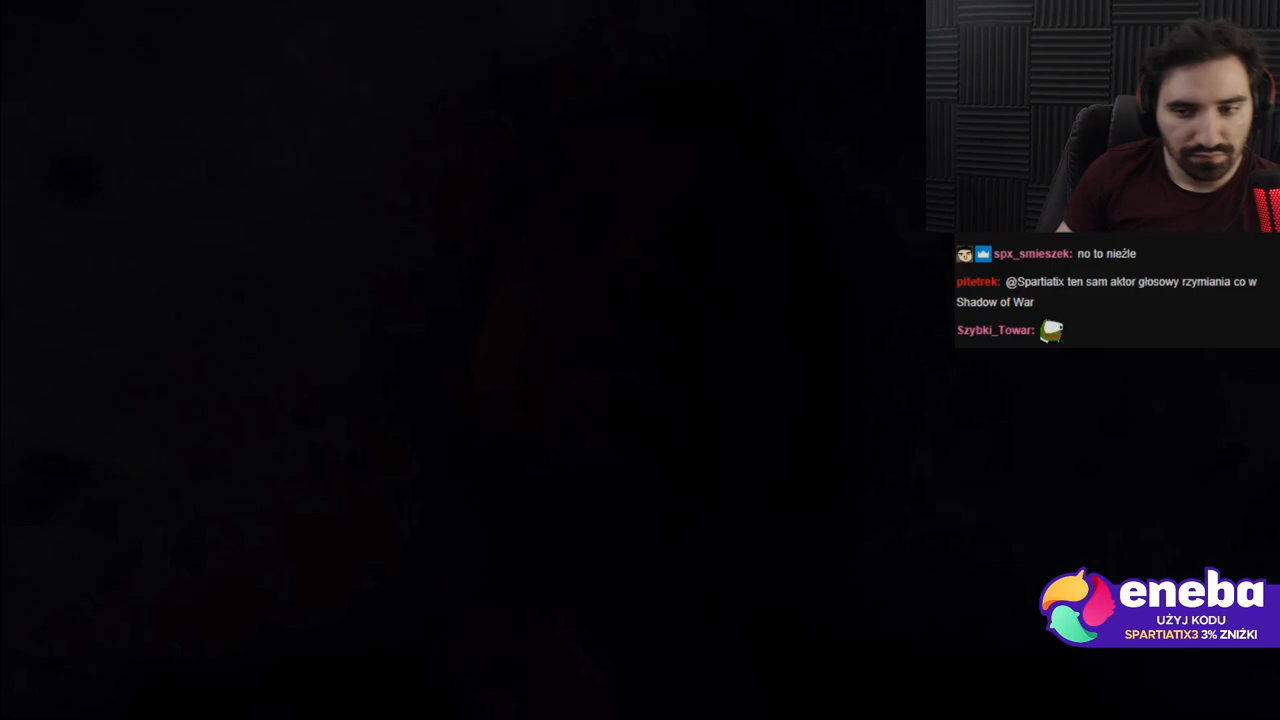 spx_smieszek: no to nieźle
pitetrek: @Spartiatix ten sam aktor głosowy rzymiania co w
Shadow of War
Szybki_Towar:
eneba
UŻYJ KODU
SPARTIATIX3 3% ZNIŻKI